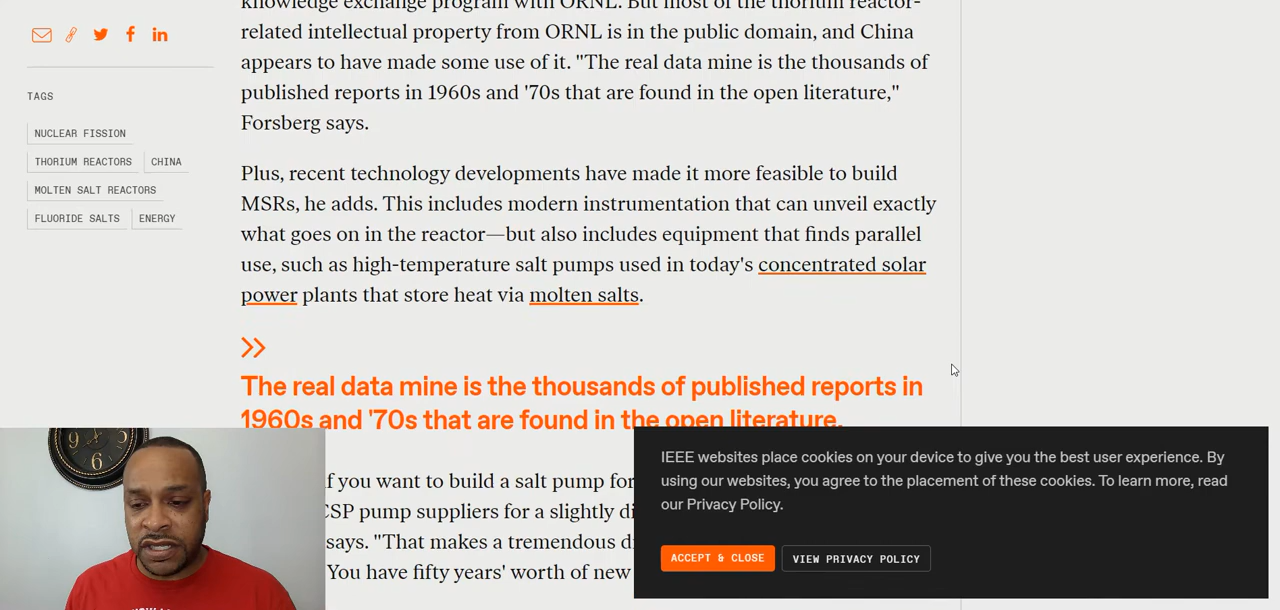 knowledge exchange program with ORNL. But most of the thorium reactor-
related intellectual property from ORNL is in the public domain, and China
appears to have made some use of it. "The real data mine is the thousands of
published reports in 1960s and '70s that are found in the open literature,"
Forsberg says.
TAGS
NUCLEAR FISSION
THORIUM REACTORS CHINA
MOLTEN SALT REACTORS
FLUORIDE SALTS ENERGY
Plus, recent technology developments have made it more feasible to build
MSRs, he adds. This includes modern instrumentation that can unveil exactly
what goes on in the reactor—but also includes equipment that finds parallel
use, such as high-temperature salt pumps used in today's concentrated solar
power plants that store heat via molten salts.
The real data mine is the thousands of published reports in
1960s and '70s that are found in the open literature.
if you want to build a salt pump for
CSP pump suppliers for a slightly
says. "That makes a tremendous
You have fifty years' worth of new
IEEE websites place cookies on your device to give you the best user experience. By
using our websites, you agree to the placement of these cookies. To learn more, read
our Privacy Policy.
ACCEPT & CLOSE
VIEW PRIVACY POLICY
9
6
3